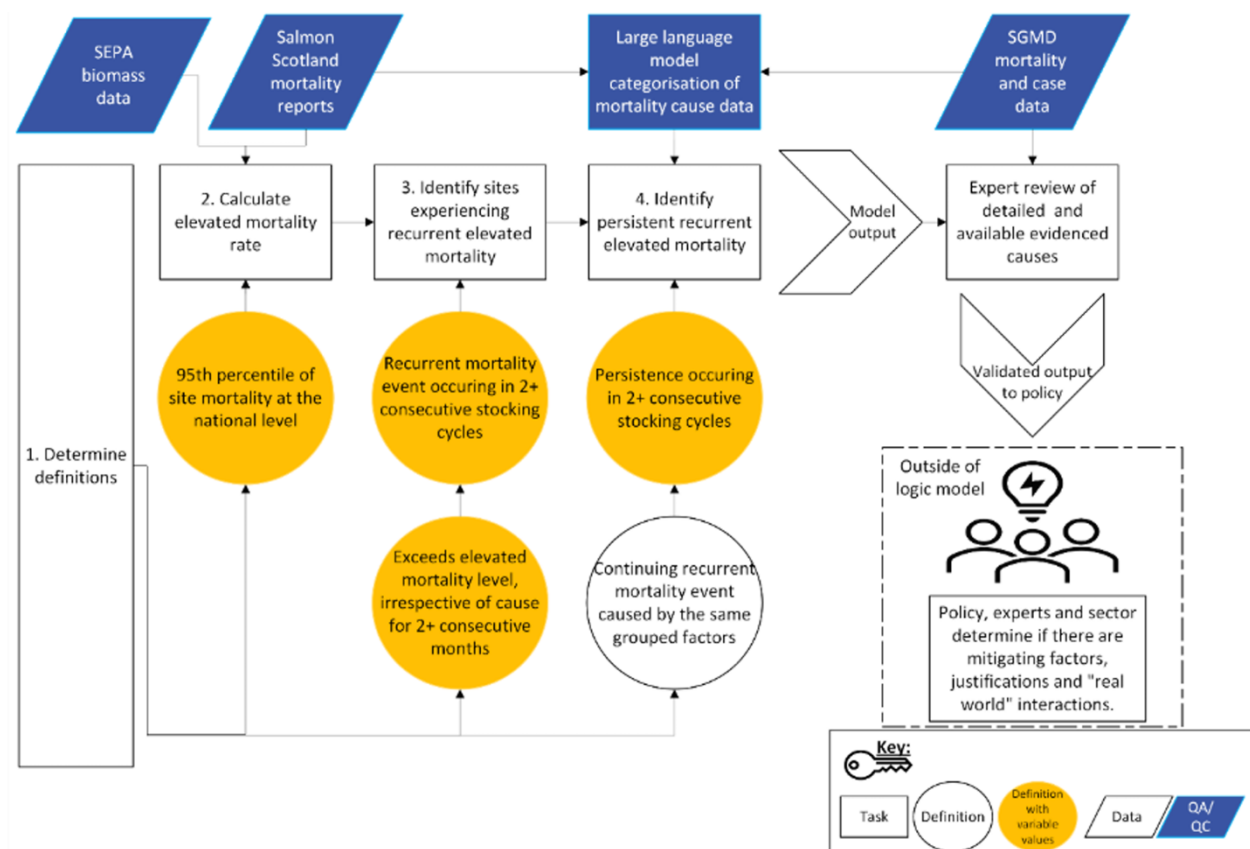 SEPA
biomass
data
Salmon
Scotland
mortality
reports
Large language
model
categorisation of
mortality cause data
SGMD
mortality
and case
data
1. Determine
definitions
2. Calculate
elevated mortality
rate
3. Identify sites
experiencing
recurrent elevated
mortality
4. Identify
persistent recurrent
elevated mortality
Model
output
Expert review of
detailed and
available evidenced
causes
95th percentile of
site mortality at the
national level
Recurrent mortality
event occuring in 2+
consecutive stocking
cycles
Persistence occuring
in 2+ consecutive
stocking cycles
Validated output
to policy
Exceeds elevated
mortality level,
irrespective of cause
for 2+ consecutive
months
Continuing recurrent
mortality event
caused by the same
grouped factors
Outside of
logic model
Policy, experts and sector
determine if there are
mitigating factors,
justifications and "real
world" interactions.
Key:
Task
Definition
Definition
with
variable
values
Data
QA/
QC